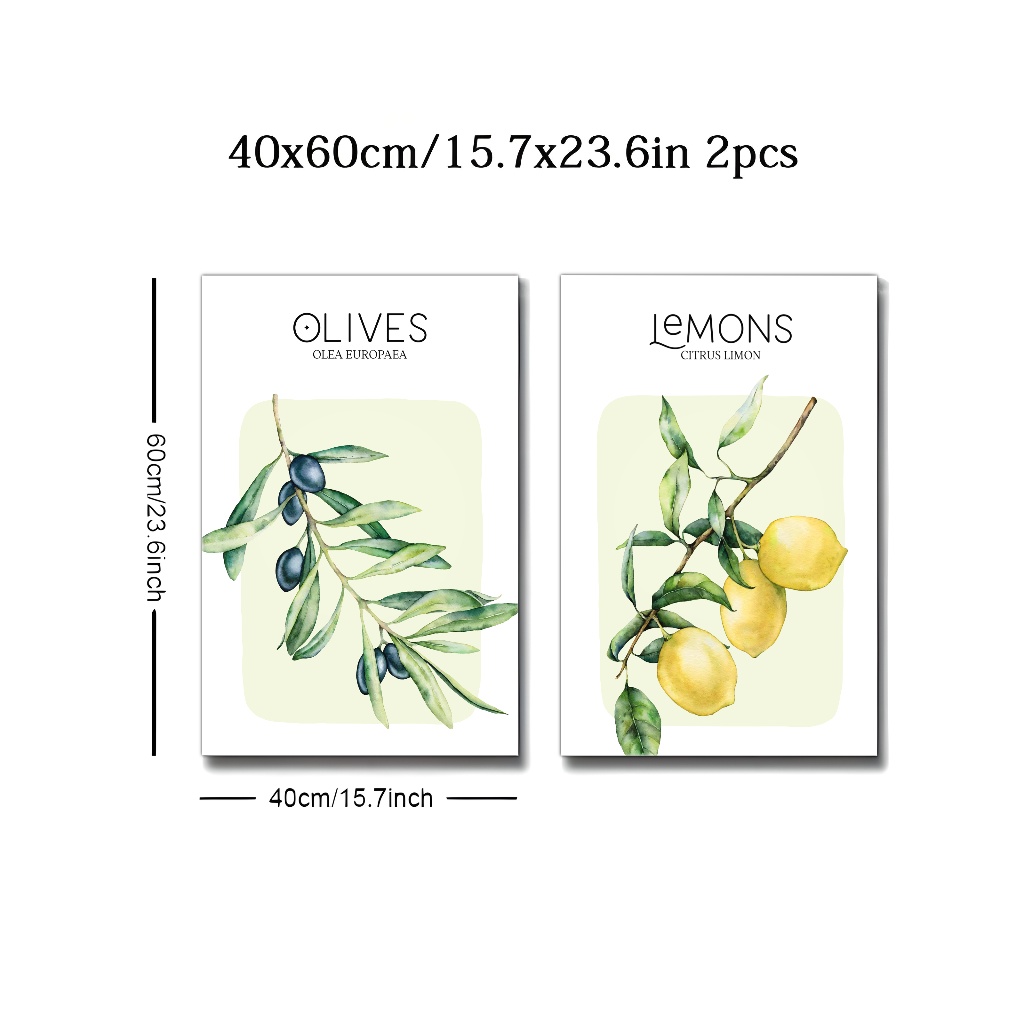 40x60cm/15.7x23.6in 2pcs
OLIVES
OLEA EUROPAEA
LeMONS
CITRUS LIMON
60cm/23.6inch
40cm/15.7inch